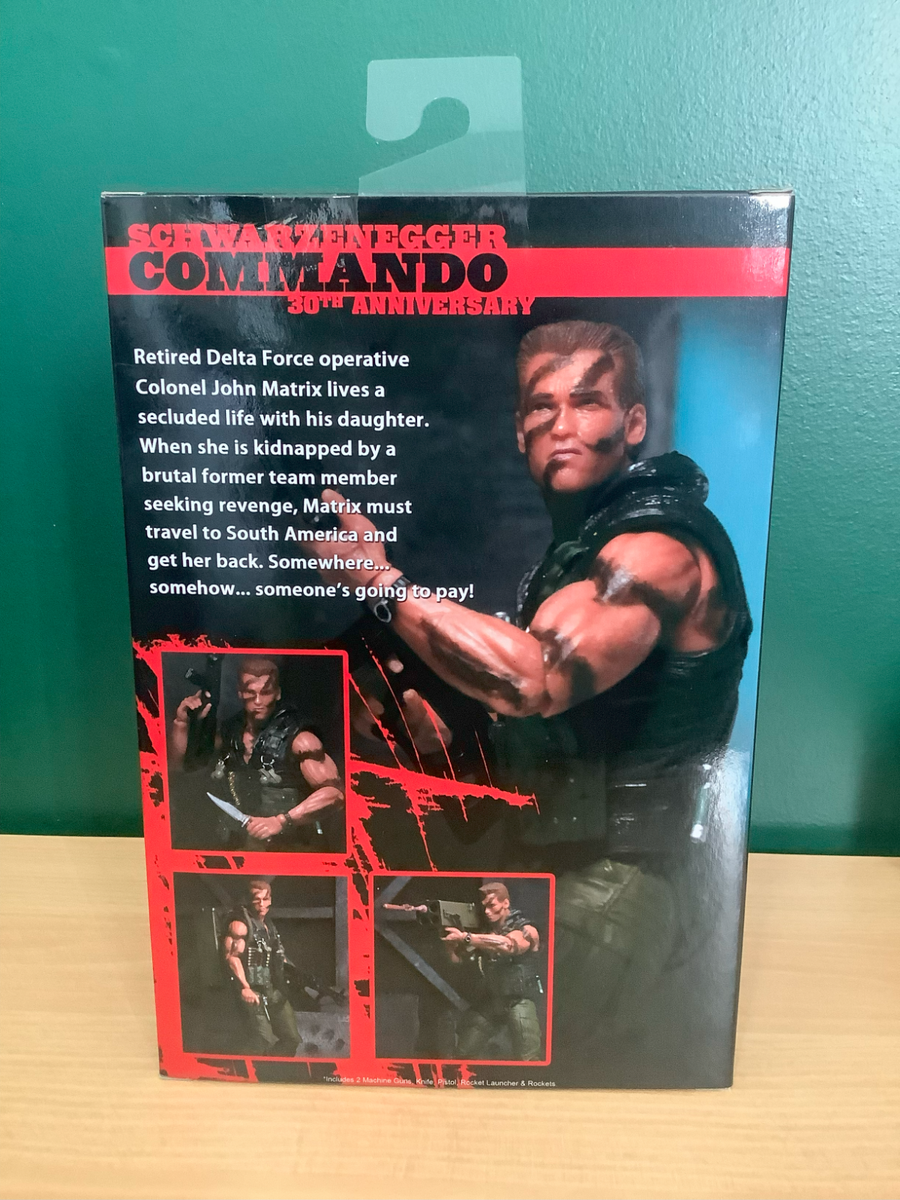 SCHWARZENEGGER
COMMANDO
30TH ANNIVERSARY
Retired Delta Force operative
Colonel John Matrix lives a
secluded life with his daughter.
When she is kidnapped by a
brutal former team member
seeking revenge, Matrix must
travel to South America and
get her back. Somewhere...
somehow... someone's going to pay!
*Includes 2 Machine Guns, Knife, Pistol, Rocket Launcher & Rockets